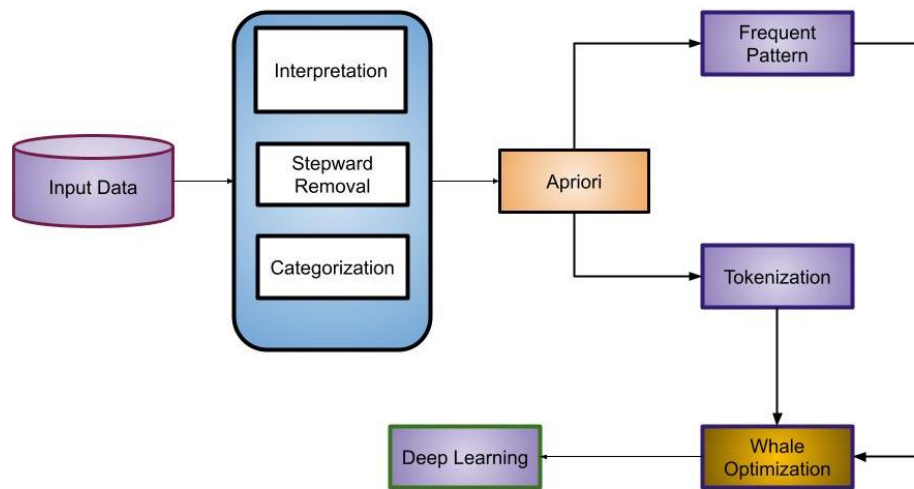 Input Data
Interpretation
Stepward
Removal
Categorization
Apriori
Frequent
Pattern
Tokenization
Whale
Optimization
Deep Learning